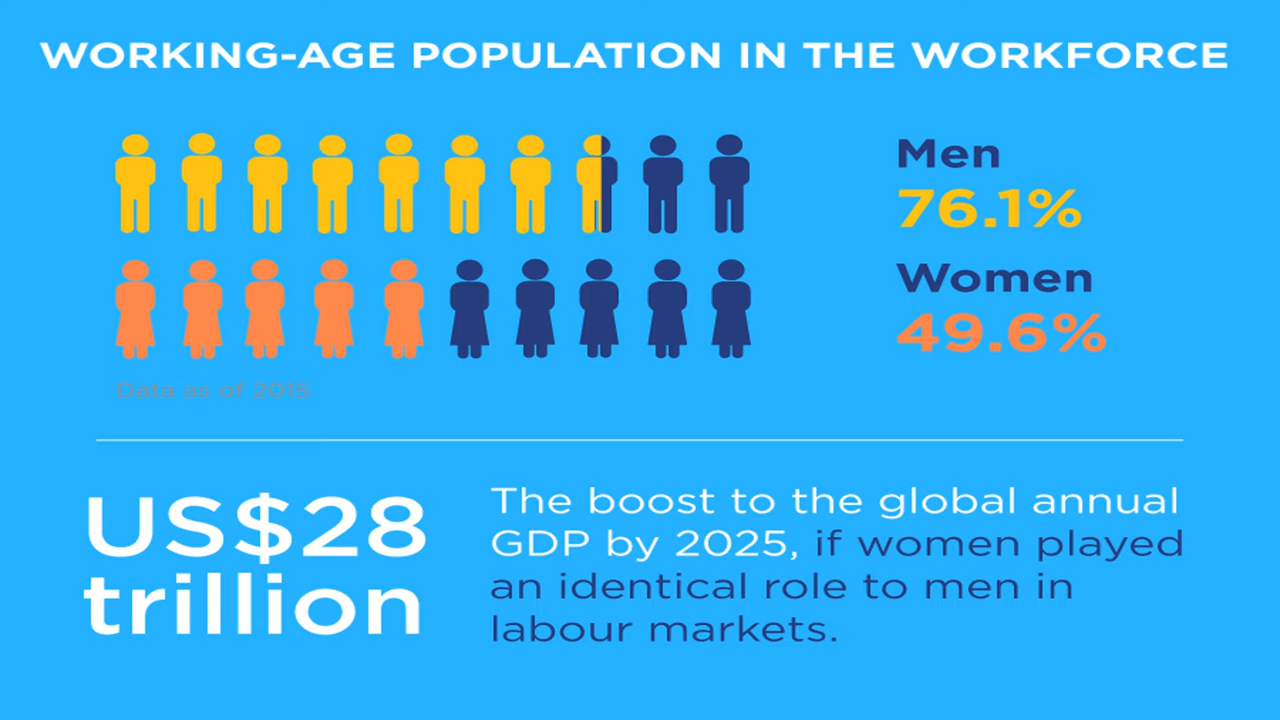 WORKING-AGE POPULATION IN THE WORKFORCE
Men
76.1%
Women
49.6%
Data as of 2015
US$28
trillion
The boost to the global annual
GDP by 2025, if women played
an identical role to men in
labour markets.